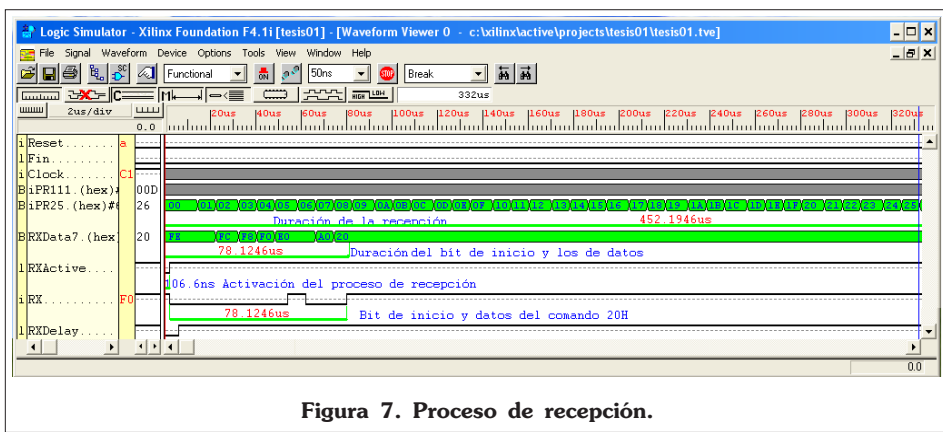 Logic Simulator - Xilinx Foundation F4.1i [tesis01] - [Waveform Viewer 0 - c:\xilinx\active\projects\tesis01\tesis01.tve]
File Signal Waveform Device Options Tools View Window Help
Functional ON SC 50ns STOP Break
HIGH LOW 332us
2us/div 20us 40us 60us 80us 100us 120us 140us 160us 180us 200us 220us 240us 260us 280us 300us 320us
0.0
i Reset........ a
l Fin.........
i Clock........ C1
B iPR111.(hex)# 00D
B iPR25.(hex)# 26 00 01 02 03 04 05 06 07 08 09 0A 0B 0C 0D 0E 0F 10 11 12 13 14 15 16 17 18 19 1A 1B 1C 1D 1E 1F 20 21 22 23 24 25
Duración de la recepción 452.1946us
B RXData7.(hex) 20 FE FC F8 F0 E0 A0 20
78.1246us Duración del bit de inicio y los de datos
l RXActive....
106.6ns Activación del proceso de recepción
i RX.......... F0
78.1246us Bit de inicio y datos del comando 20H
l RXDelay.....
0.0
Figura 7. Proceso de recepción.